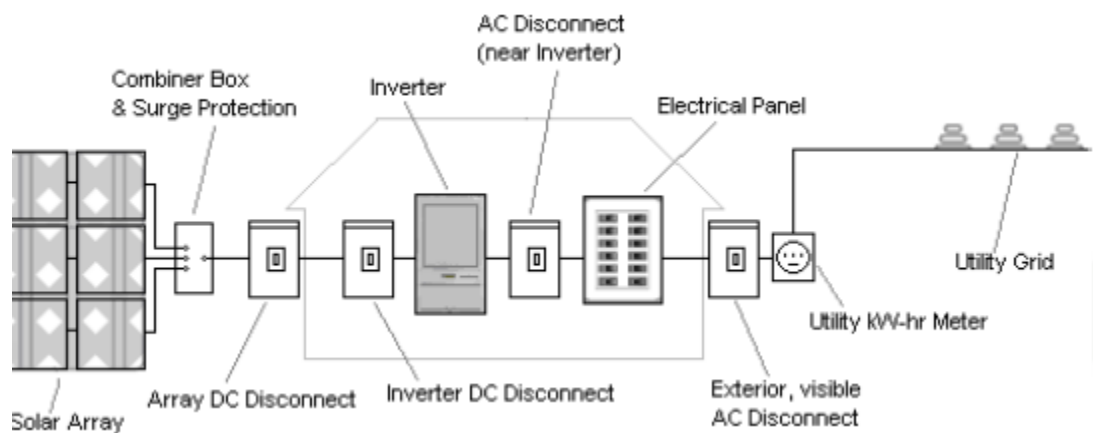 AC Disconnect
(near Inverter)
Combiner Box
& Surge Protection
Inverter
Electrical Panel
Utility Grid
Utility kW-hr Meter
Array DC Disconnect
Inverter DC Disconnect
Exterior, visible
AC Disconnect
Solar Array